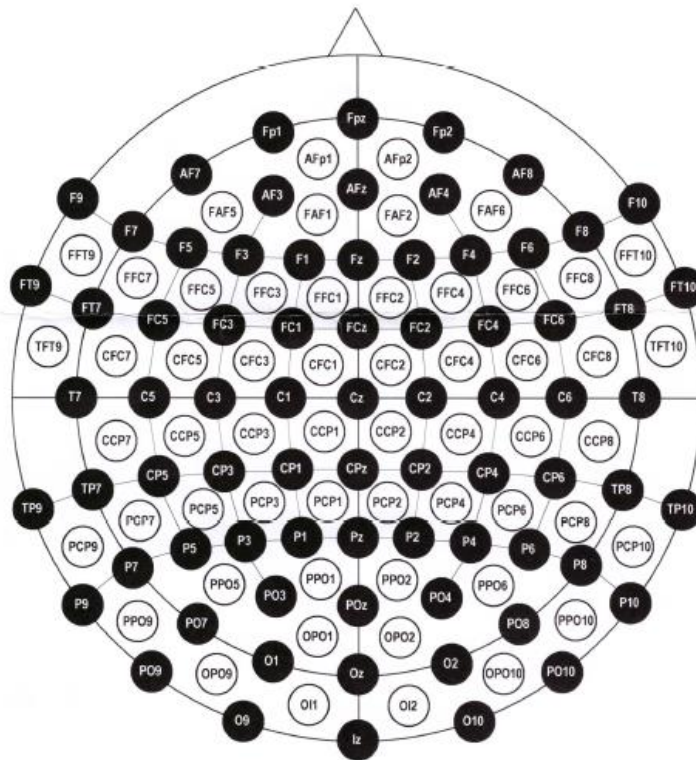 Fp1 Fpz Fp2
AFp1 AFp2
AF7 AF8
AF3 AFz AF4
F9 F10
FAF5 FAF1 FAF2 FAF6
F7 F8
F5 F3 F1 Fz F2 F4 F6
FFT9 FFT10
FFC7 FFC5 FFC3 FFC1 FFC2 FFC4 FFC6 FFC8
FT9 FT10
FT7 FT8
FC5 FC3 FC1 FCz FC2 FC4 FC6
TFT9 TFT10
CFC7 CFC5 CFC3 CFC1 CFC2 CFC4 CFC6 CFC8
T7 C5 C3 C1 Cz C2 C4 C6 T8
CCP7 CCP5 CCP3 CCP1 CCP2 CCP4 CCP6 CCP8
CP5 CP3 CP1 CPz CP2 CP4 CP6
TP7 TP8
TP9 TP10
PCP7 PCP5 PCP3 PCP1 PCP2 PCP4 PCP6 PCP8
PCP9 PCP10
P5 P3 P1 Pz P2 P4 P6
P7 P8
PPO5 PPO1 PPO2 PPO6
PO3 POz PO4
P9 P10
PPO9 PPO10
PO7 PO8
OPO1 OPO2
O1 Oz O2
PO9 OPO9 OPO10 PO10
OI1 OI2
O9 O10
Iz